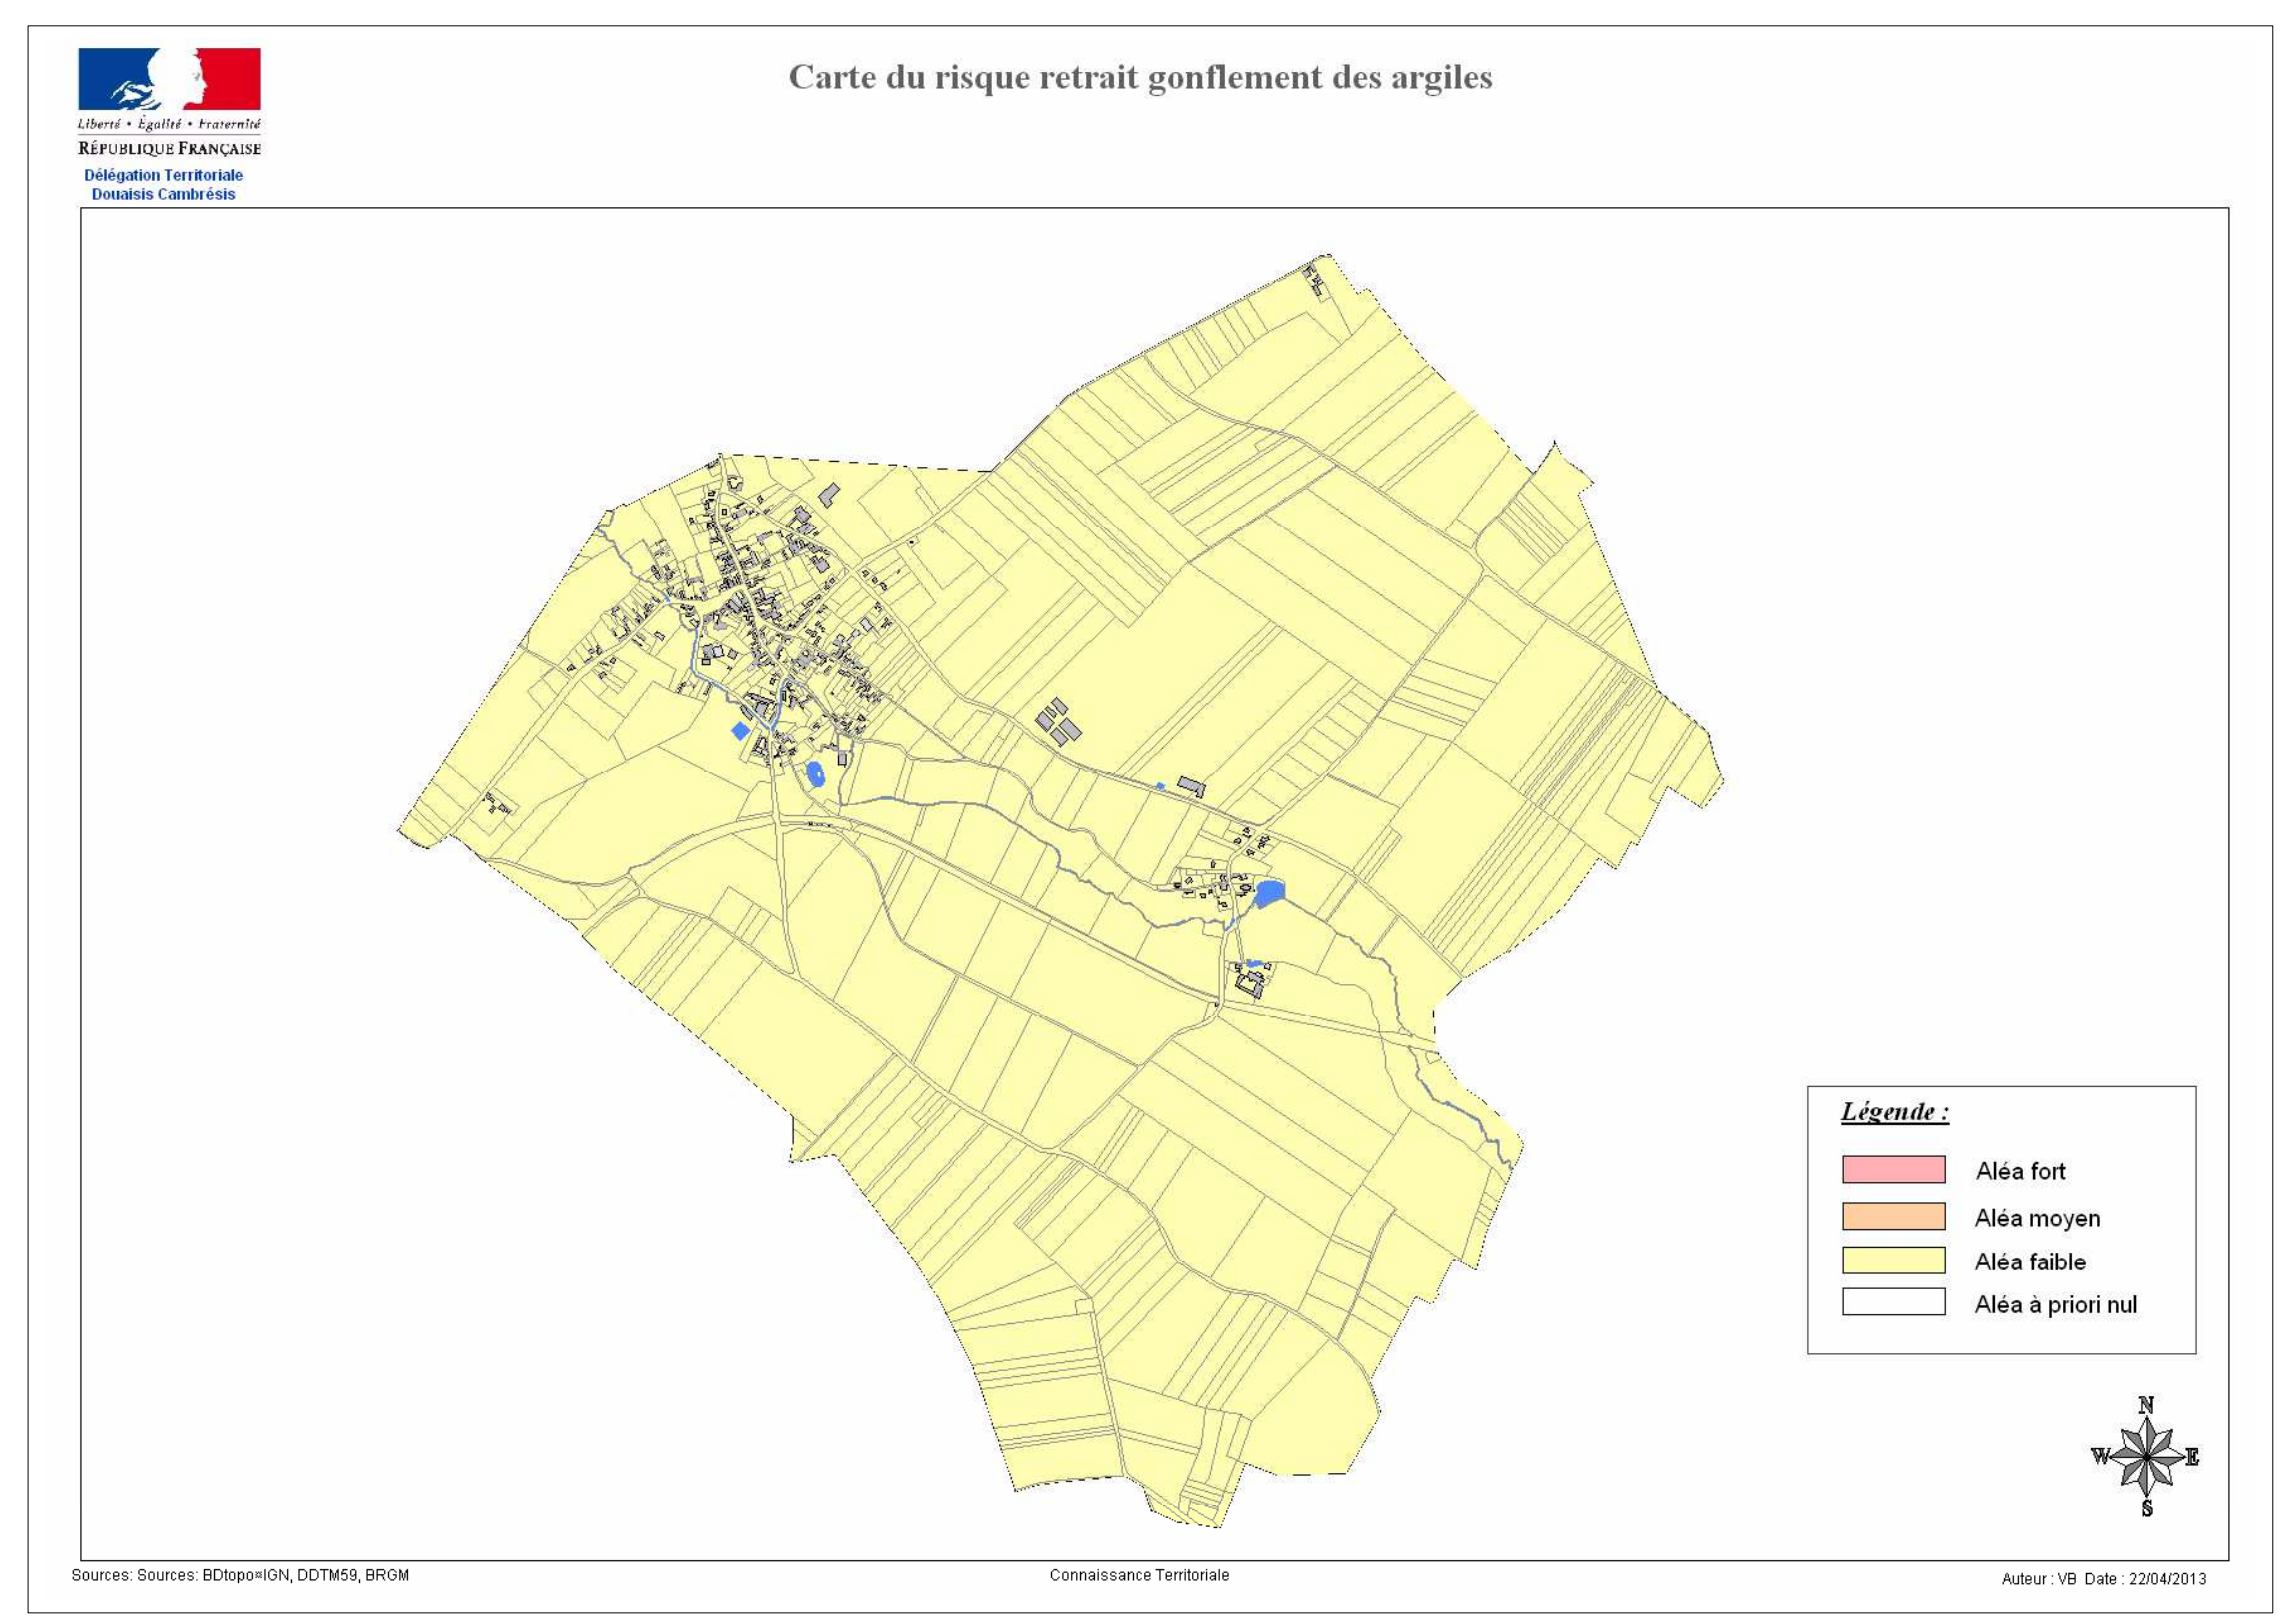 Carte du risque retrait gonflement des argiles
Liberté • Égalité • Fraternité
RÉPUBLIQUE FRANÇAISE
Délégation Territoriale
Douaisis Cambrésis
Légende :
Aléa fort
Aléa moyen
Aléa faible
Aléa à priori nul
N
W
E
S
Sources: Sources: BDtopo¤IGN, DDTM59, BRGM
Connaissance Territoriale
Auteur : VB Date : 22/04/2013